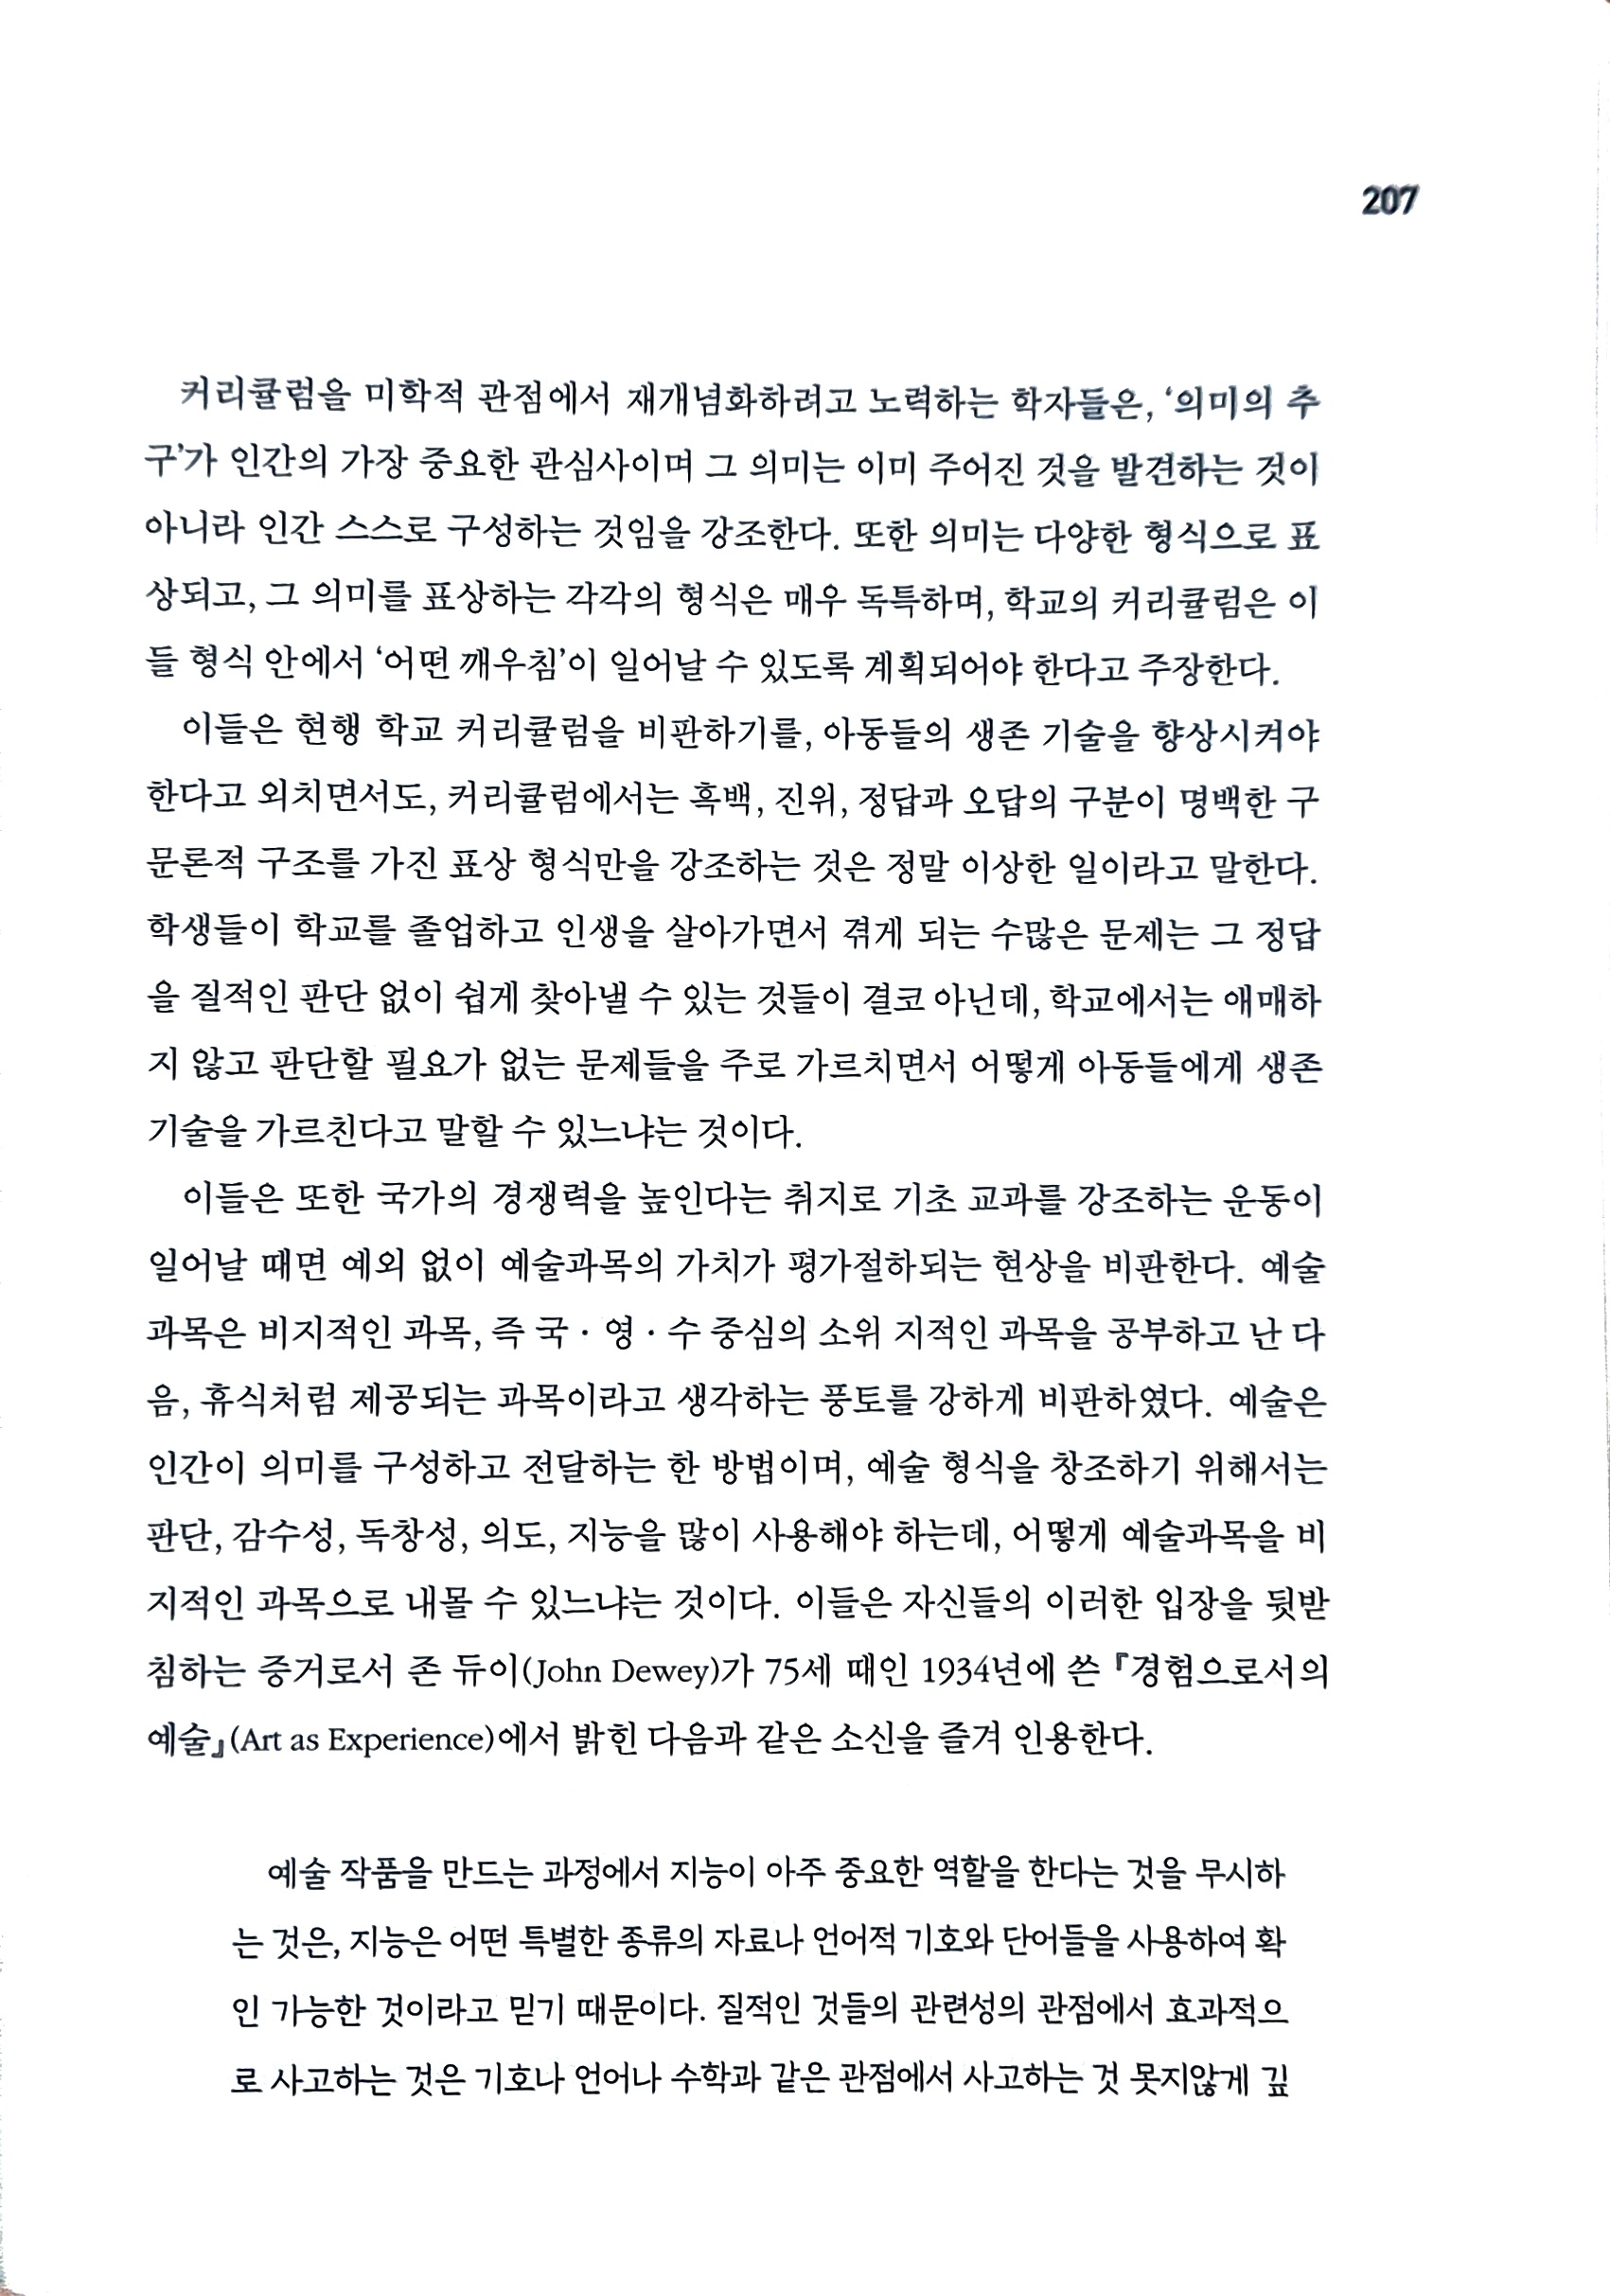 207
커리큘럼을 미학적 관점에서 재개념화하려고 노력하는 학자들은, ‘의미의 추
구’가 인간의 가장 중요한 관심사이며 그 의미는 이미 주어진 것을 발견하는 것이
아니라 인간 스스로 구성하는 것임을 강조한다. 또한 의미는 다양한 형식으로 표
상되고, 그 의미를 표상하는 각각의 형식은 매우 독특하며, 학교의 커리큘럼은 이
들 형식 안에서 ‘어떤 깨우침’이 일어날 수 있도록 계획되어야 한다고 주장한다.
이들은 현행 학교 커리큘럼을 비판하기를, 아동들의 생존 기술을 향상시켜야
한다고 외치면서도, 커리큘럼에서는 흑백, 진위, 정답과 오답의 구분이 명백한 구
문론적 구조를 가진 표상 형식만을 강조하는 것은 정말 이상한 일이라고 말한다.
학생들이 학교를 졸업하고 인생을 살아가면서 겪게 되는 수많은 문제는 그 정답
을 질적인 판단 없이 쉽게 찾아낼 수 있는 것들이 결코 아닌데, 학교에서는 애매하
지 않고 판단할 필요가 없는 문제들을 주로 가르치면서 어떻게 아동들에게 생존
기술을 가르친다고 말할 수 있느냐는 것이다.
이들은 또한 국가의 경쟁력을 높인다는 취지로 기초 교과를 강조하는 운동이
일어날 때면 예외 없이 예술과목의 가치가 평가절하되는 현상을 비판한다. 예술
과목은 비지적인 과목, 즉 국 · 영 · 수 중심의 소위 지적인 과목을 공부하고 난 다
음, 휴식처럼 제공되는 과목이라고 생각하는 풍토를 강하게 비판하였다. 예술은
인간이 의미를 구성하고 전달하는 한 방법이며, 예술 형식을 창조하기 위해서는
판단, 감수성, 독창성, 의도, 지능을 많이 사용해야 하는데, 어떻게 예술과목을 비
지적인 과목으로 내몰 수 있느냐는 것이다. 이들은 자신들의 이러한 입장을 뒷받
침하는 증거로서 존 듀이(John Dewey)가 75세 때인 1934년에 쓴 『경험으로서의
예술』(Art as Experience)에서 밝힌 다음과 같은 소신을 즐겨 인용한다.
예술 작품을 만드는 과정에서 지능이 아주 중요한 역할을 한다는 것을 무시하
는 것은, 지능은 어떤 특별한 종류의 자료나 언어적 기호와 단어들을 사용하여 확
인 가능한 것이라고 믿기 때문이다. 질적인 것들의 관련성의 관점에서 효과적으
로 사고하는 것은 기호나 언어나 수학과 같은 관점에서 사고하는 것 못지않게 깊